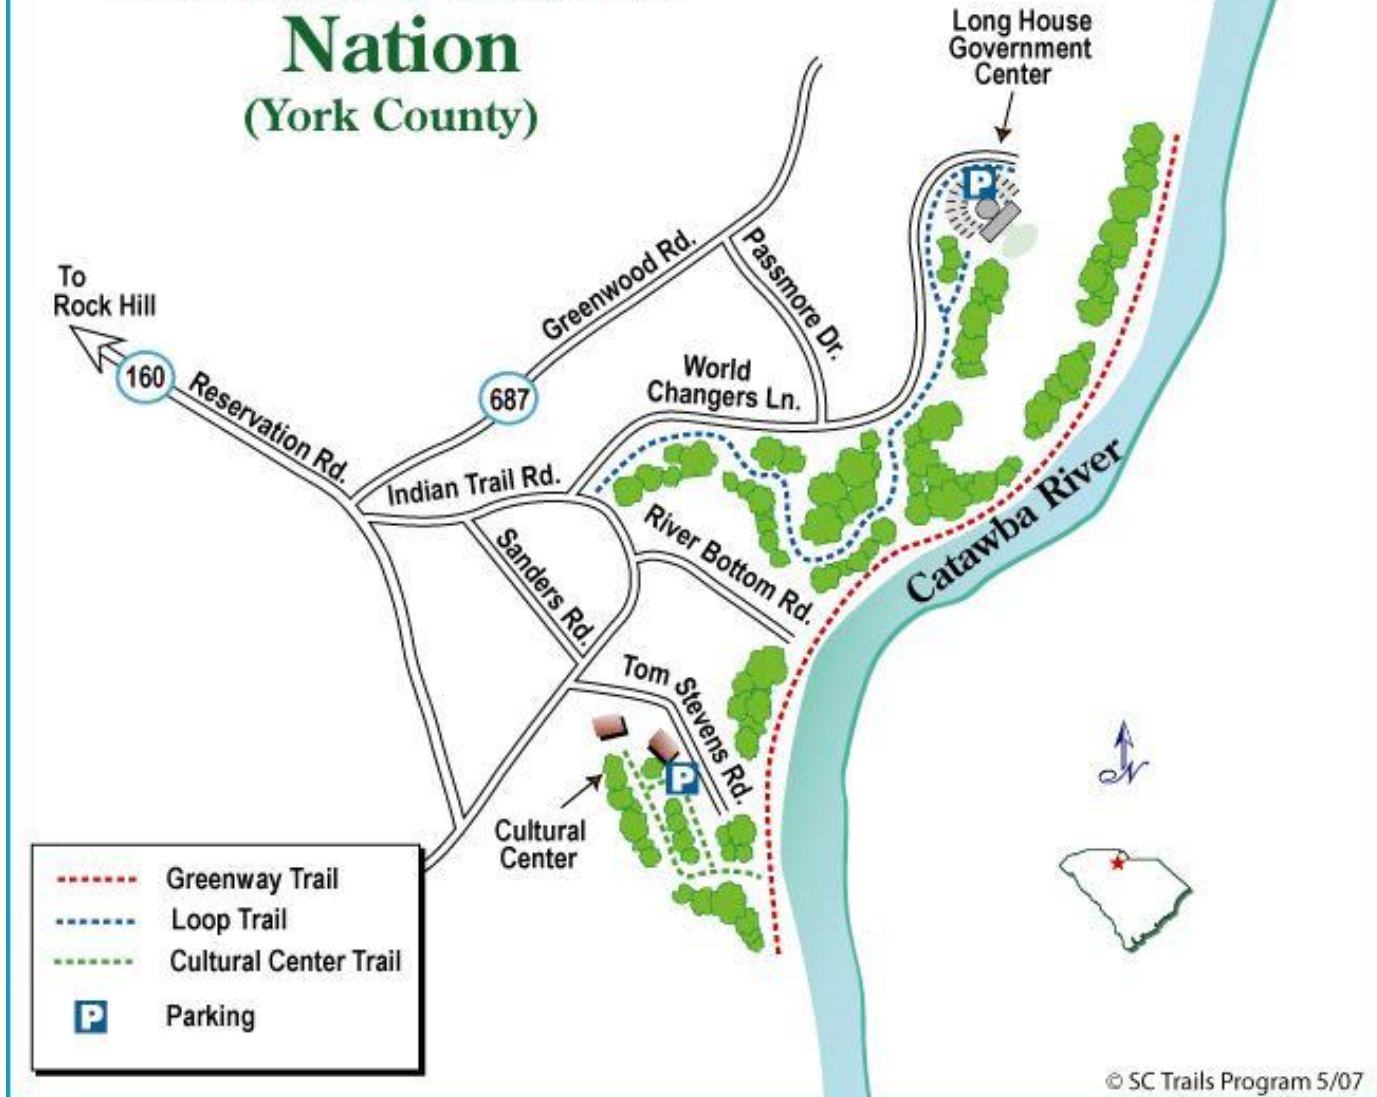 Nation
(York County)
Long House
Government
Center
P
To
Rock Hill
160
Reservation Rd.
Greenwood Rd.
687
Passmore Dr.
World
Changers Ln.
Indian Trail Rd.
Sanders Rd.
River Bottom Rd.
Catawba River
Tom Stevens Rd.
P
Cultural
Center
N
Greenway Trail
Loop Trail
Cultural Center Trail
P Parking
© SC Trails Program 5/07